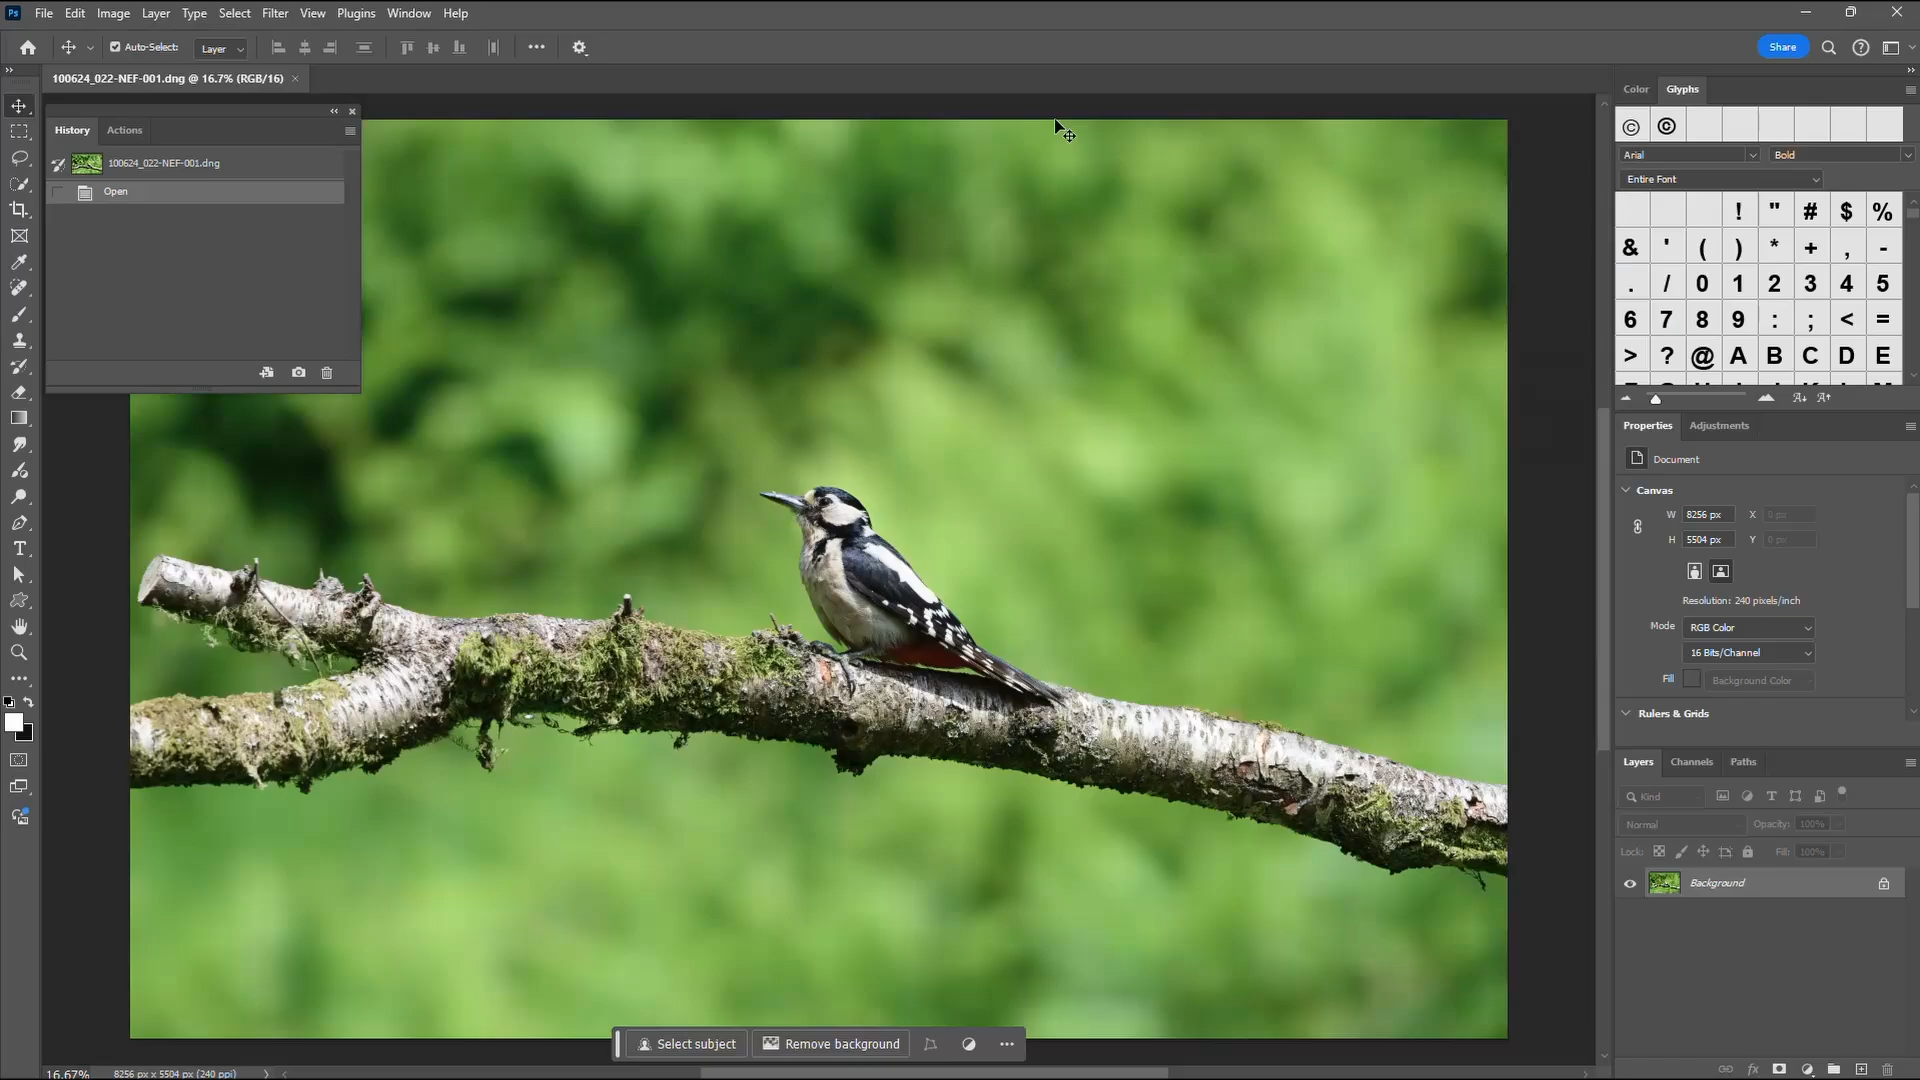 Ps File Edit Image Layer Type Select Filter View Plugins Window Help
Auto-Select: Layer Share
100624_022-NEF-001.dng @ 16.7% (RGB/16)
History Actions
100624_022-NEF-001.dng
Open
Color Glyphs
© ©
Arial Bold
Entire Font
! " # $ %
& ' ( ) * + , -
. / 0 1 2 3 4 5
6 7 8 9 : ; < =
> ? @ A B C D E
Properties Adjustments
Document
Canvas
W 8256 px X 0 px
H 5504 px Y 0 px
Resolution: 240 pixels/inch
Mode RGB Color
16 Bits/Channel
Fill Background Color
Rulers & Grids
Layers Channels Paths
Kind
Normal Opacity: 100%
Lock: Fill: 100%
Background
Select subject Remove background
16.67% 8256 px x 5504 px (240 ppi)